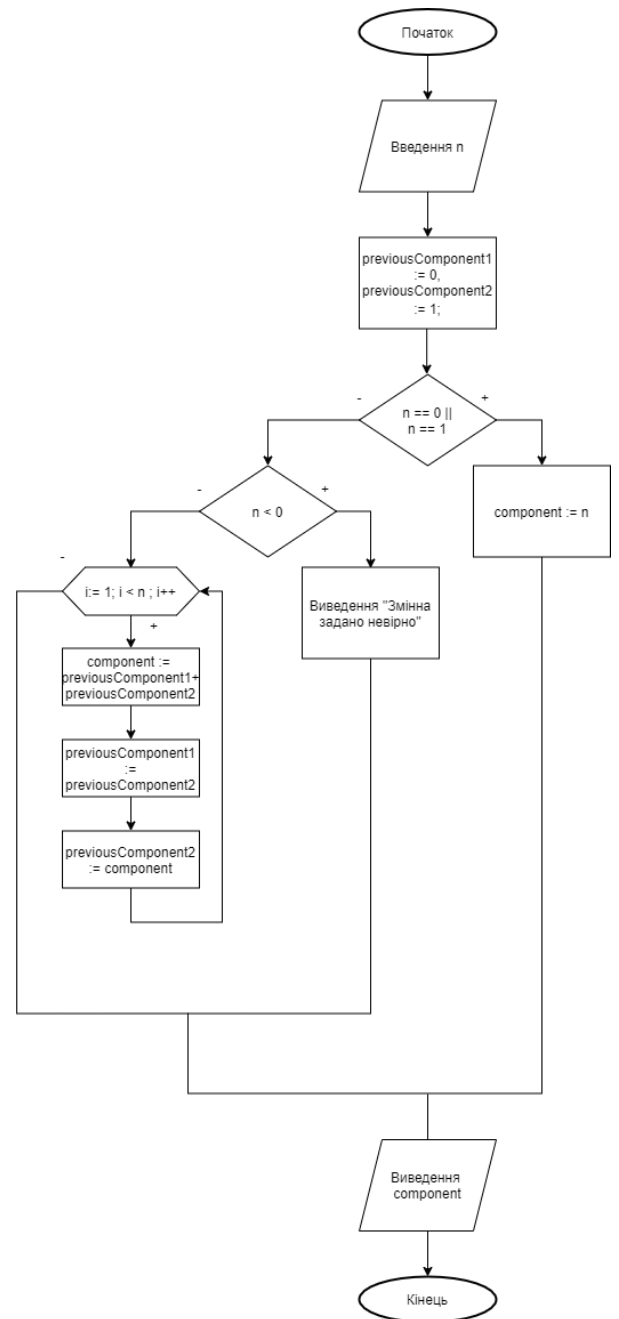 Початок
Введення n
previousComponent1
:= 0,
previousComponent2
:= 1;
-
+
n == 0 ||
n == 1
-
+
n < 0
component := n
-
i:= 1; i < n ; i++
+
Виведення "Змінна
задано невірно"
component :=
previousComponent1+
previousComponent2
previousComponent1
:=
previousComponent2
previousComponent2
:= component
Виведення
component
Кінець